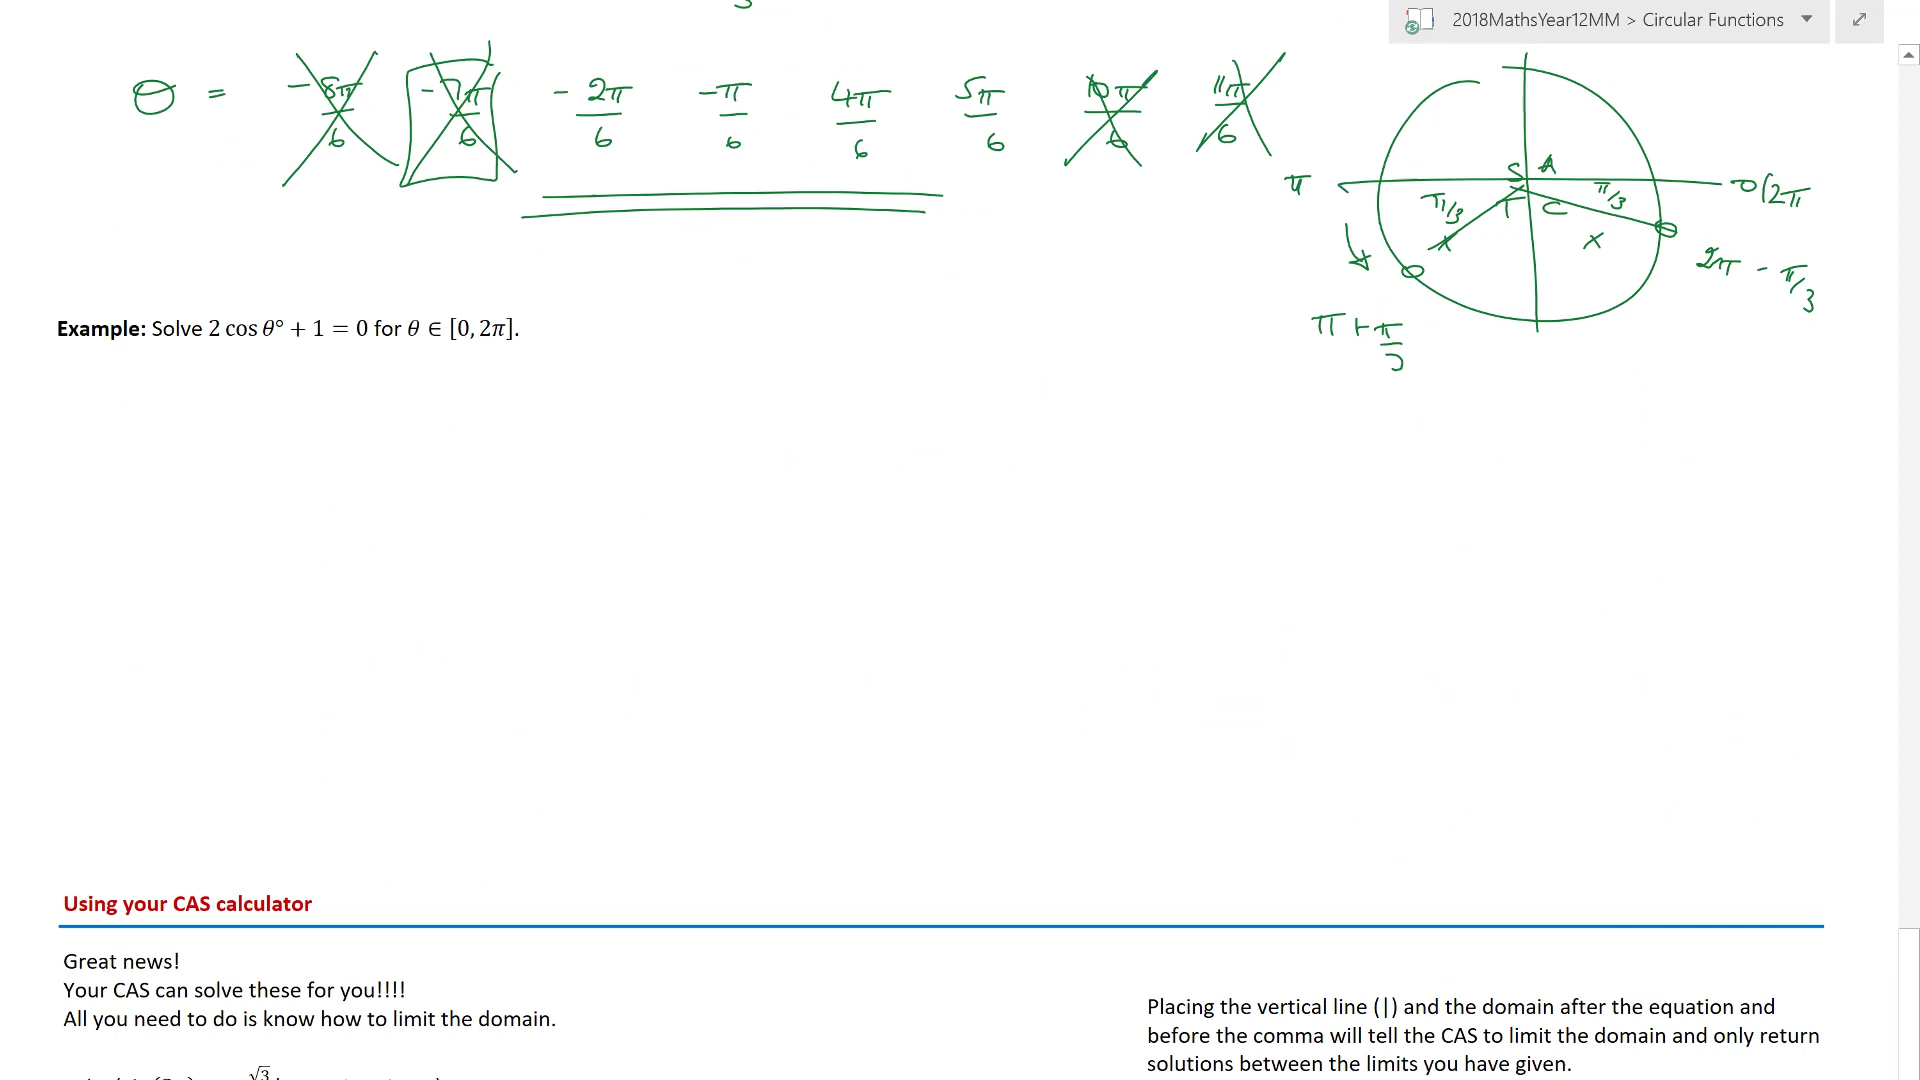 2018MathsYear12MM > Circular Functions
θ = -8π/6 -7π/6 -2π/6 -π/6 4π/6 5π/6 10π/6 11π/6
S A
π T C 0/2π
π/3 π/3
2π - π/3
π + π/3
Example: Solve 2 cos θ° + 1 = 0 for θ ∈ [0, 2π].
Using your CAS calculator
Great news!
Your CAS can solve these for you!!!!
All you need to do is know how to limit the domain.
Placing the vertical line (|) and the domain after the equation and
before the comma will tell the CAS to limit the domain and only return
solutions between the limits you have given.